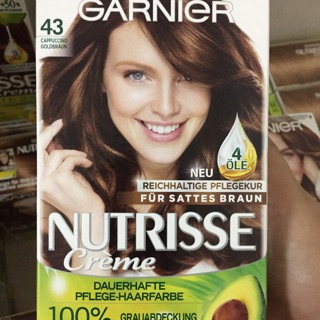 +50%
GARNIER
43
CAPPUCCINO
GOLDBRAUN
4
ÖLE
NEU
REICHHALTIGE PFLEGEKUR
FÜR SATTES BRAUN
NUTRISSE
Creme
DAUERHAFTE
PFLEGE-HAARFARBE
100% GRAUABDECKUNG